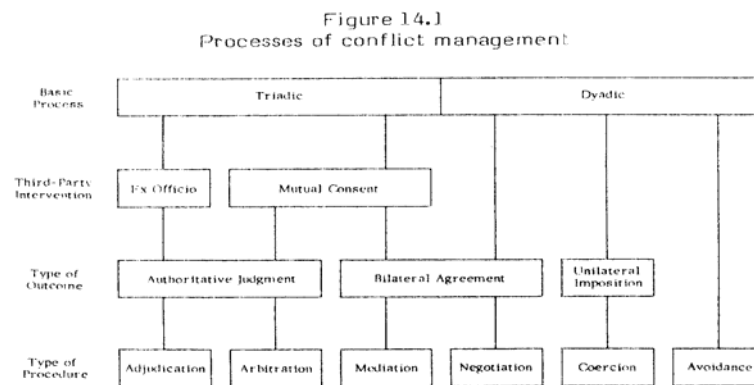 Figure 14.1
Processes of conflict management
Basic
Process
Triadic
Dyadic
Third-Party
Intervention
Ex Officio
Mutual Consent
Type of
Outcome
Authoritative Judgment
Bilateral Agreement
Unilateral
Imposition
Type of
Procedure
Adjudication
Arbitration
Mediation
Negotiation
Coercion
Avoidance